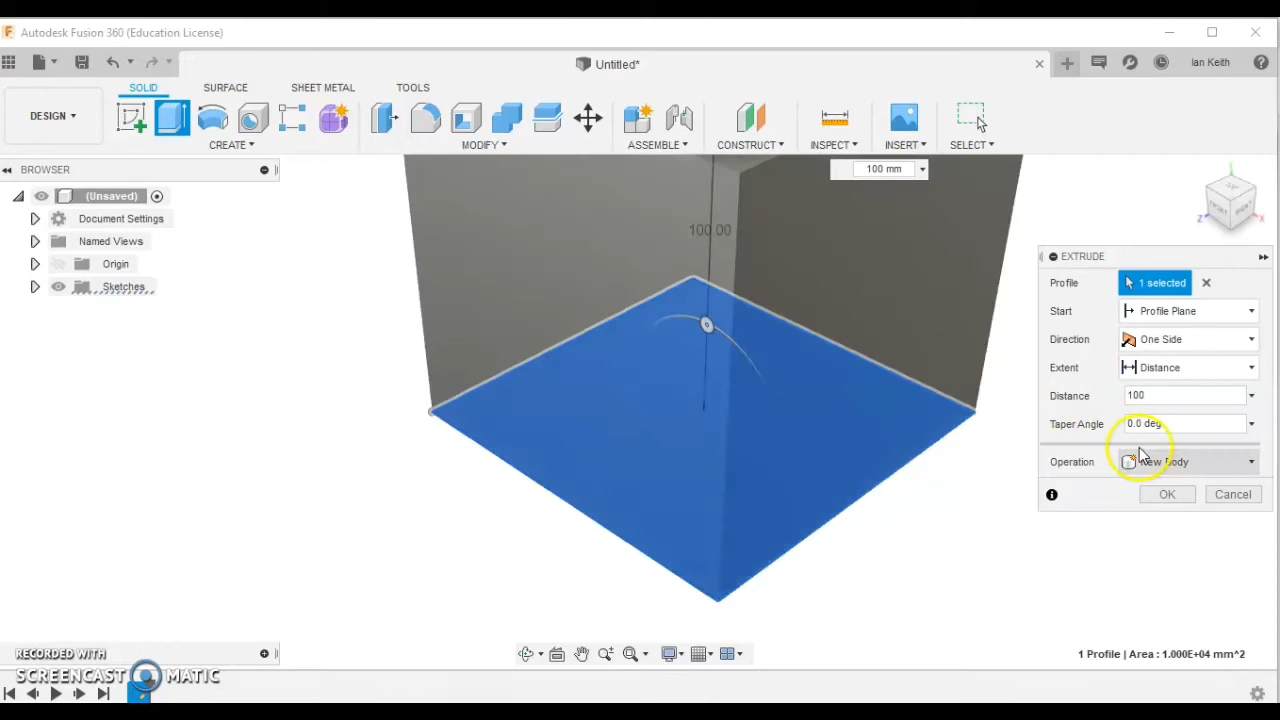 Autodesk Fusion 360 (Education License)
Untitled*
Ian Keith
SOLID SURFACE SHEET METAL TOOLS
DESIGN
CREATE MODIFY ASSEMBLE CONSTRUCT INSPECT INSERT SELECT
BROWSER
100 mm
(Unsaved)
Document Settings
Named Views
Origin
Sketches
100.00
EXTRUDE
Profile 1 selected
Start Profile Plane
Direction One Side
Extent Distance
Distance 100
Taper Angle 0.0 deg
Operation New Body
OK Cancel
RECORDED WITH
SCREENCAST MATIC
1 Profile | Area : 1.000E+04 mm^2